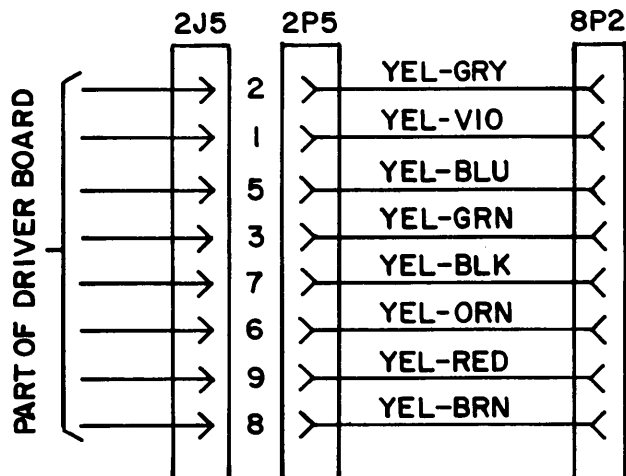 2J5 2P5 8P2
2 YEL-GRY
1 YEL-VIO
5 YEL-BLU
3 YEL-GRN
7 YEL-BLK
6 YEL-ORN
9 YEL-RED
8 YEL-BRN
PART OF DRIVER BOARD